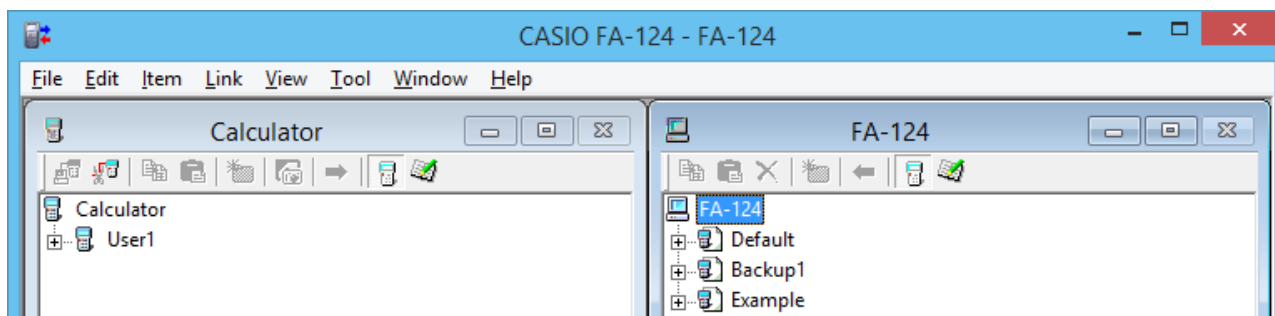 CASIO FA-124 - FA-124
File Edit Item Link View Tool Window Help
Calculator
Calculator
User1
FA-124
FA-124
Default
Backup1
Example